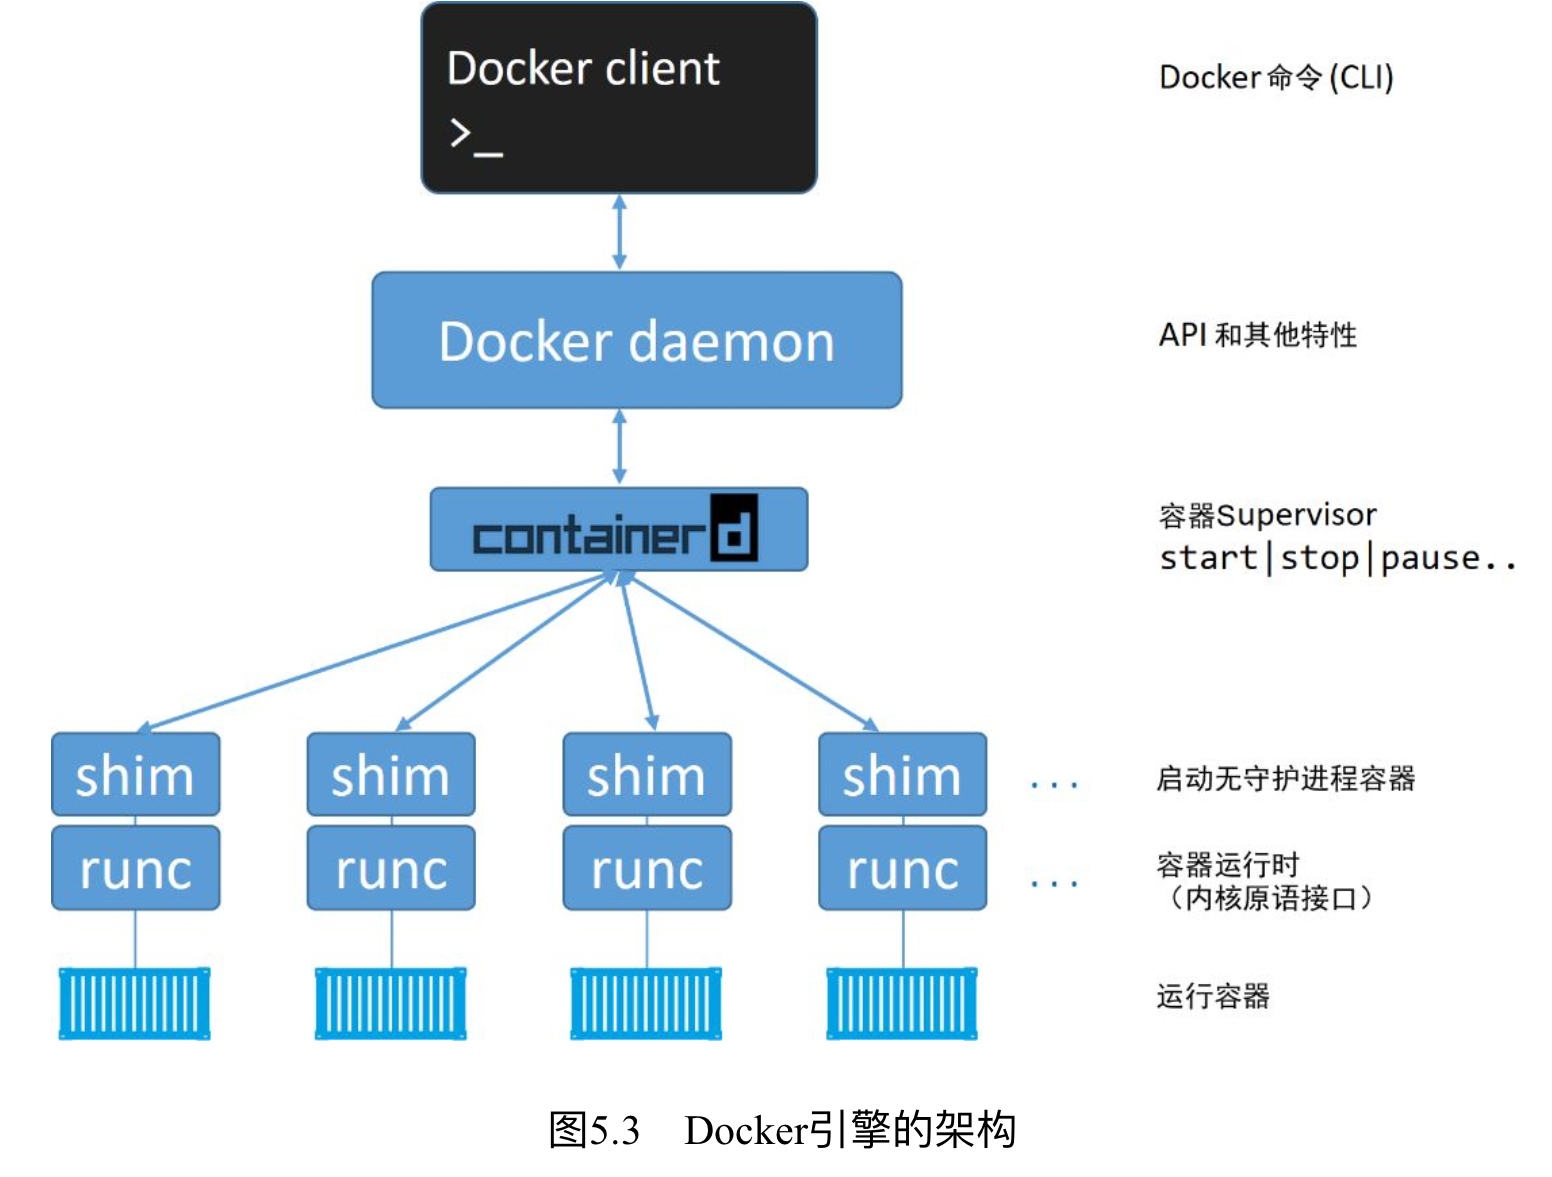 Docker client
>_
Docker 命令 (CLI)
Docker daemon
API 和其他特性
containerd
容器Supervisor
start|stop|pause..
shim shim shim shim ... 启动无守护进程容器
runc runc runc runc ... 容器运行时
（内核原语接口）
运行容器
图5.3 Docker引擎的架构